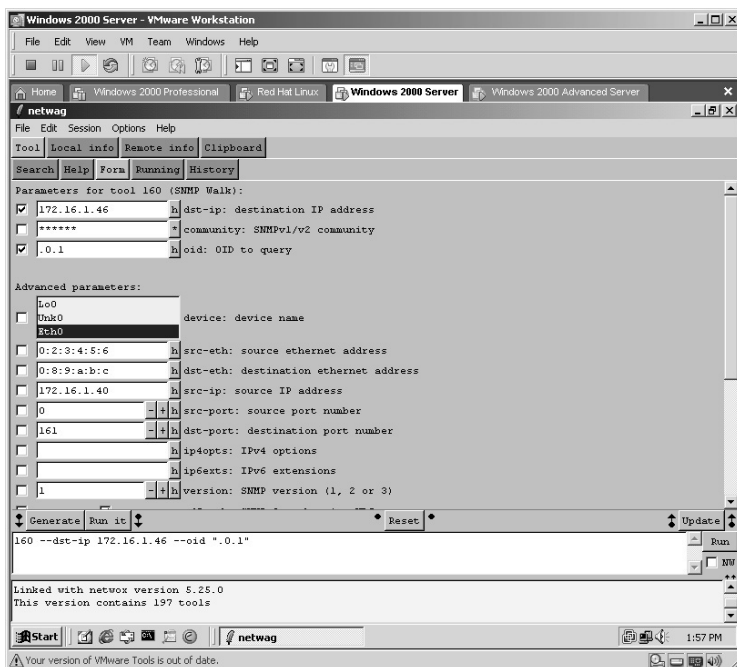 Windows 2000 Server - VMware Workstation
File Edit View VM Team Windows Help
Home Windows 2000 Professional Red Hat Linux Windows 2000 Server Windows 2000 Advanced Server
netwag
File Edit Session Options Help
Tool Local info Remote info Clipboard
Search Help Form Running History
Parameters for tool 160 (SNMP Walk):
172.16.1.46 h dst-ip: destination IP address
****** * community: SNMPv1/v2 community
.0.1 h oid: OID to query
Advanced parameters:
Lo0
Unk0
Eth0
device: device name
0:2:3:4:5:6 h src-eth: source ethernet address
0:8:9:a:b:c h dst-eth: destination ethernet address
172.16.1.40 h src-ip: source IP address
0 - + h src-port: source port number
161 - + h dst-port: destination port number
h ip4opts: IPv4 options
h ip6exts: IPv6 extensions
1 - + h version: SNMP version (1, 2 or 3)
Generate Run it Reset Update
160 --dst-ip 172.16.1.46 --oid ".0.1"
Run
NW
Linked with netwox version 5.25.0
This version contains 197 tools
Start netwag 1:57 PM
Your version of VMware Tools is out of date.